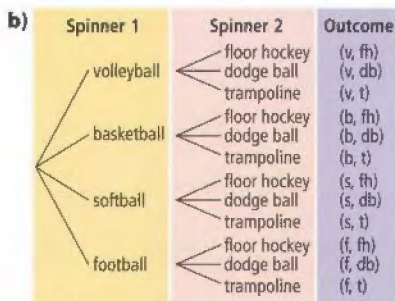 b) Spinner 1 Spinner 2 Outcome
floor hockey (v, fh)
volleyball dodge ball (v, db)
trampoline (v, t)
floor hockey (b, fh)
basketball dodge ball (b, db)
trampoline (b, t)
floor hockey (s, fh)
softball dodge ball (s, db)
trampoline (s, t)
floor hockey (f, fh)
football dodge ball (f, db)
trampoline (f, t)